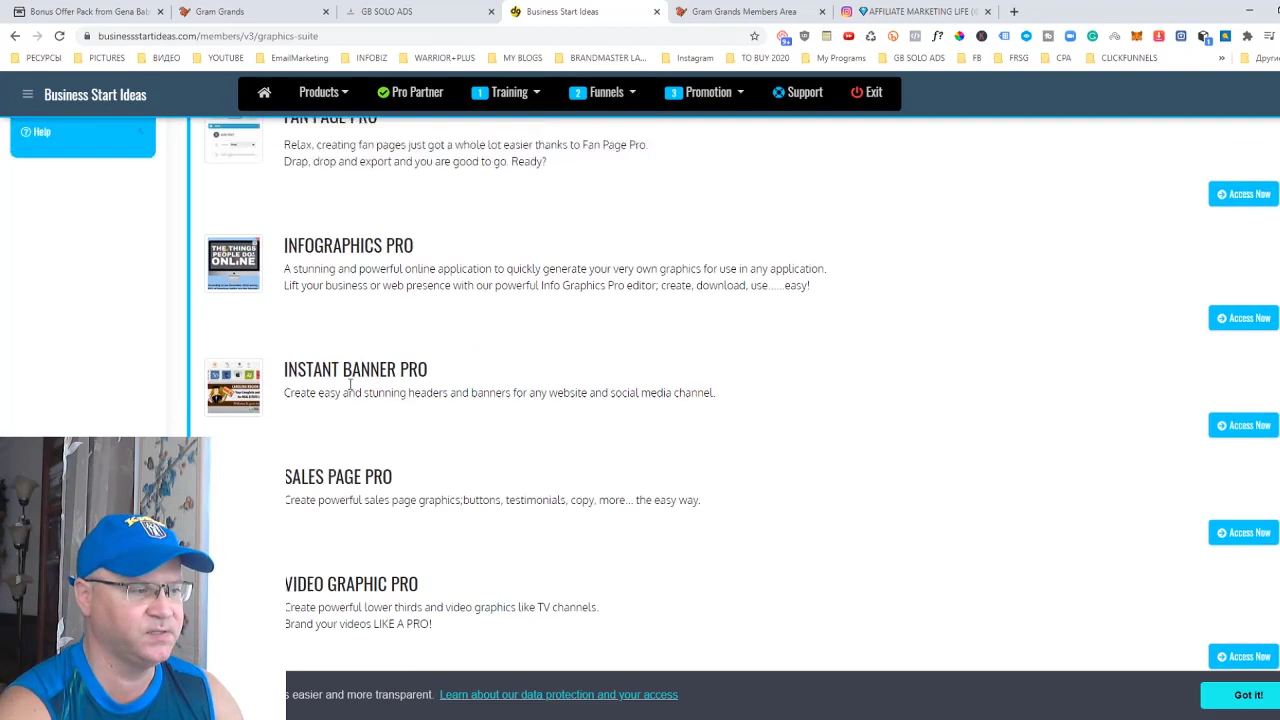 Bonus Offer Pack from Gena Bab
Gram Grands
GB SOLO ADS
Business Start Ideas
Gram Grands Members Area
AFFILIATE MARKETING LIFE (
businessstartideas.com/members/v3/graphics-suite
РЕСУРСЫ
PICTURES
ВИДЕО
YOUTUBE
EmailMarketing
INFOBIZ
WARRIOR+PLUS
MY BLOGS
BRANDMASTER LA...
Instagram
TO BUY 2020
My Programs
GB SOLO ADS
FB
FRSG
CPA
CLICKFUNNELS
Други
Business Start Ideas
Products
Pro Partner
1 Training
2 Funnels
3 Promotion
Support
Exit
Help
FAN PAGE PRO
Relax, creating fan pages just got a whole lot easier thanks to Fan Page Pro.
Drap, drop and export and you are good to go. Ready?
Access Now
THE THINGS
PEOPLE DO
ONLINE
INFOGRAPHICS PRO
A stunning and powerful online application to quickly generate your very own graphics for use in any application.
Lift your business or web presence with our powerful Info Graphics Pro editor; create, download, use......easy!
Access Now
INSTANT BANNER PRO
Create easy and stunning headers and banners for any website and social media channel.
Access Now
SALES PAGE PRO
Create powerful sales page graphics;buttons, testimonials, copy, more... the easy way.
Access Now
VIDEO GRAPHIC PRO
Create powerful lower thirds and video graphics like TV channels.
Brand your videos LIKE A PRO!
Access Now
s easier and more transparent. Learn about our data protection and your access
Got it!